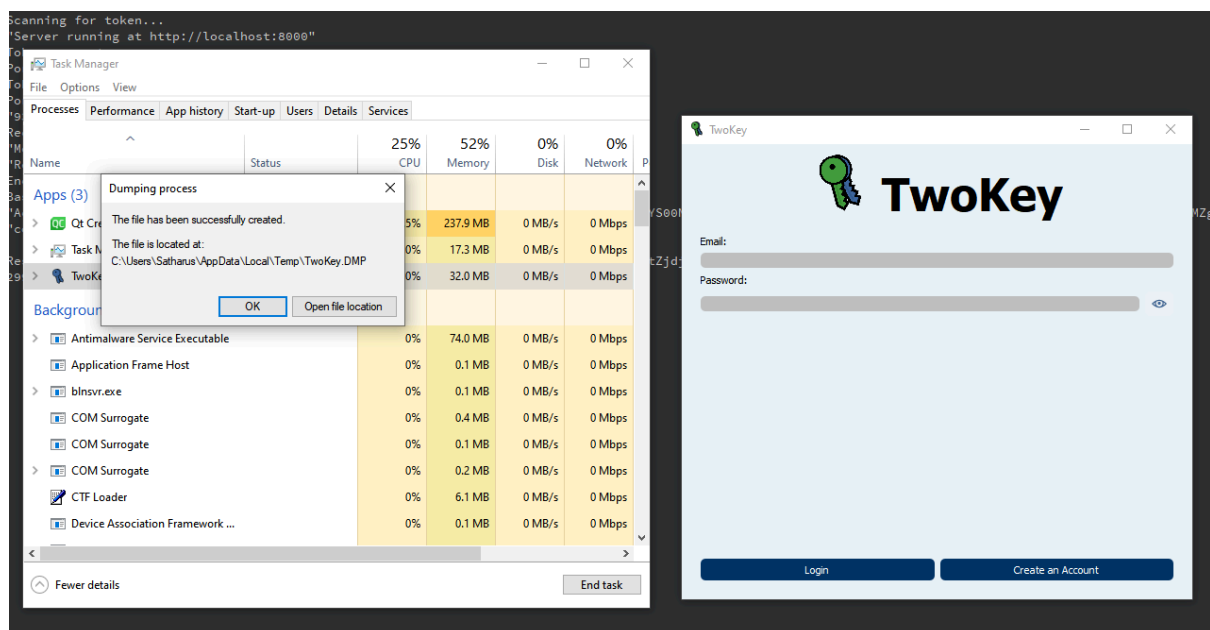 Scanning for token...
"Server running at http://localhost:8000"
Task Manager
File Options View
Processes Performance App history Start-up Users Details Services
25% 52% 0% 0%
Name Status CPU Memory Disk Network
Apps (3)
Qt Cre 5% 237.9 MB 0 MB/s 0 Mbps
Task M 0% 17.3 MB 0 MB/s 0 Mbps
TwoKe 0% 32.0 MB 0 MB/s 0 Mbps
Dumping process
The file has been successfully created.
The file is located at:
C:\Users\Satharus\AppData\Local\Temp\TwoKey.DMP
OK Open file location
Backgroun
Antimalware Service Executable 0% 74.0 MB 0 MB/s 0 Mbps
Application Frame Host 0% 0.1 MB 0 MB/s 0 Mbps
blnsvr.exe 0% 0.1 MB 0 MB/s 0 Mbps
COM Surrogate 0% 0.4 MB 0 MB/s 0 Mbps
COM Surrogate 0% 0.1 MB 0 MB/s 0 Mbps
COM Surrogate 0% 0.2 MB 0 MB/s 0 Mbps
CTF Loader 0% 6.1 MB 0 MB/s 0 Mbps
Device Association Framework ... 0% 0.1 MB 0 MB/s 0 Mbps
Fewer details End task
TwoKey
TwoKey
Email:
Password:
Login Create an Account